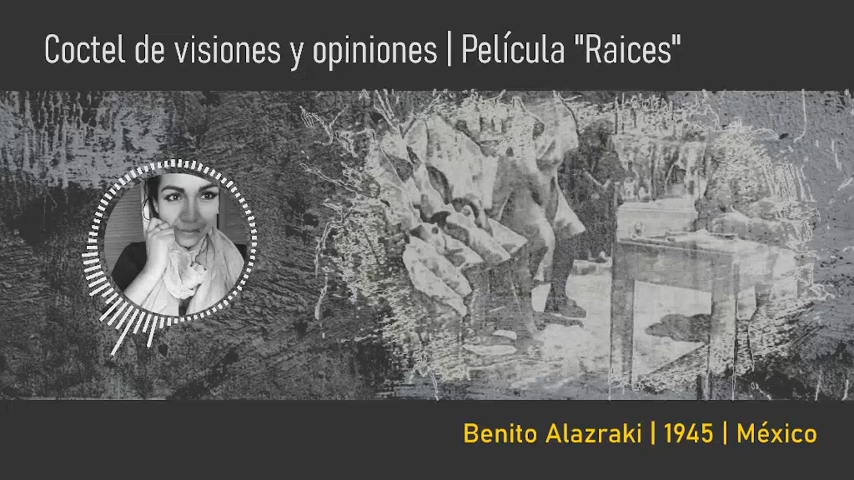 Coctel de visiones y opiniones | Película "Raices"
Benito Alazraki | 1945 | México